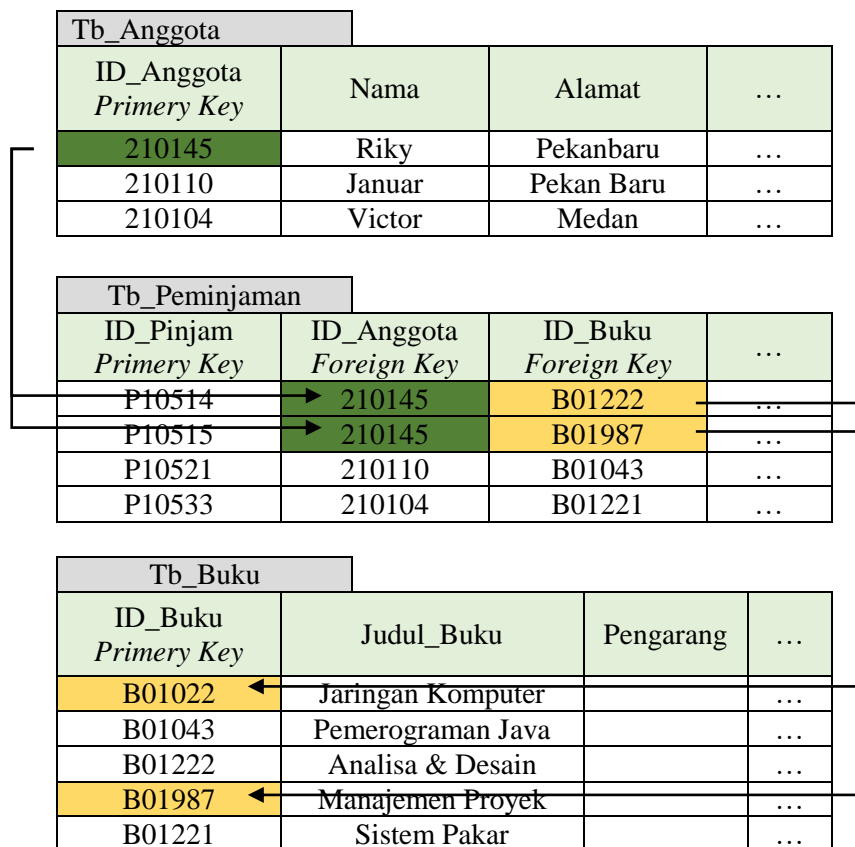 Tb_Anggota
ID_Anggota Nama Alamat …
Primery Key
210145 Riky Pekanbaru …
210110 Januar Pekan Baru …
210104 Victor Medan …
Tb_Peminjaman
ID_Pinjam ID_Anggota ID_Buku …
Primery Key Foreign Key Foreign Key
P10514 210145 B01222 …
P10515 210145 B01987 …
P10521 210110 B01043 …
P10533 210104 B01221 …
Tb_Buku
ID_Buku Judul_Buku Pengarang …
Primery Key
B01022 Jaringan Komputer …
B01043 Pemerograman Java …
B01222 Analisa & Desain …
B01987 Manajemen Proyek …
B01221 Sistem Pakar …